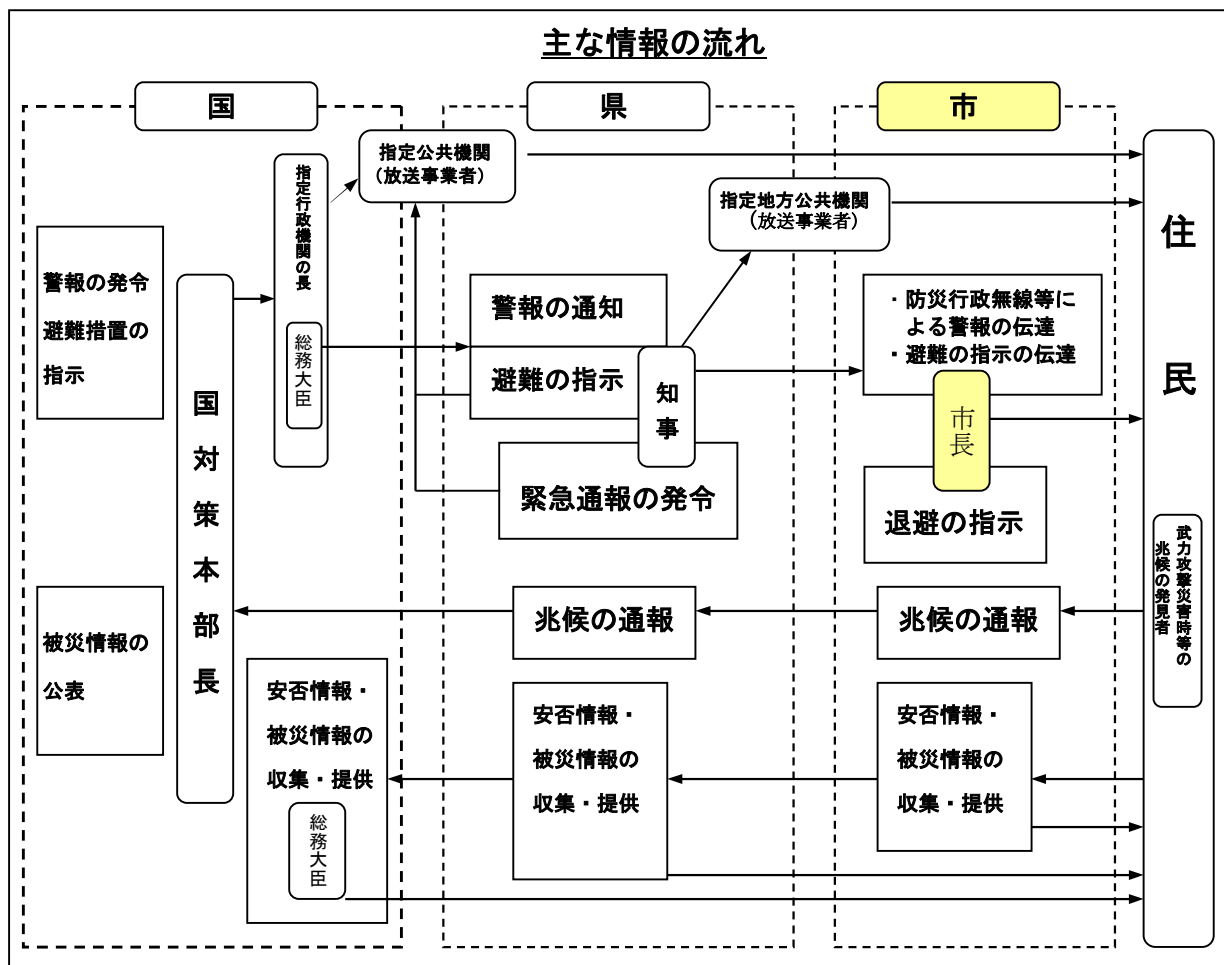 主な情報の流れ
国
県
市
指定公共機関
（放送事業者）
指定行政機関の長
総務大臣
指定地方公共機関
（放送事業者）
住民
警報の発令
避難措置の
指示
国対策本部長
警報の通知
避難の指示
知事
緊急通報の発令
・防災行政無線等に
よる警報の伝達
・避難の指示の伝達
市長
退避の指示
武力攻撃災害時等の
兆候の発見者
兆候の通報
兆候の通報
被災情報の
公表
安否情報・
被災情報の
収集・提供
総務大臣
安否情報・
被災情報の
収集・提供
安否情報・
被災情報の
収集・提供